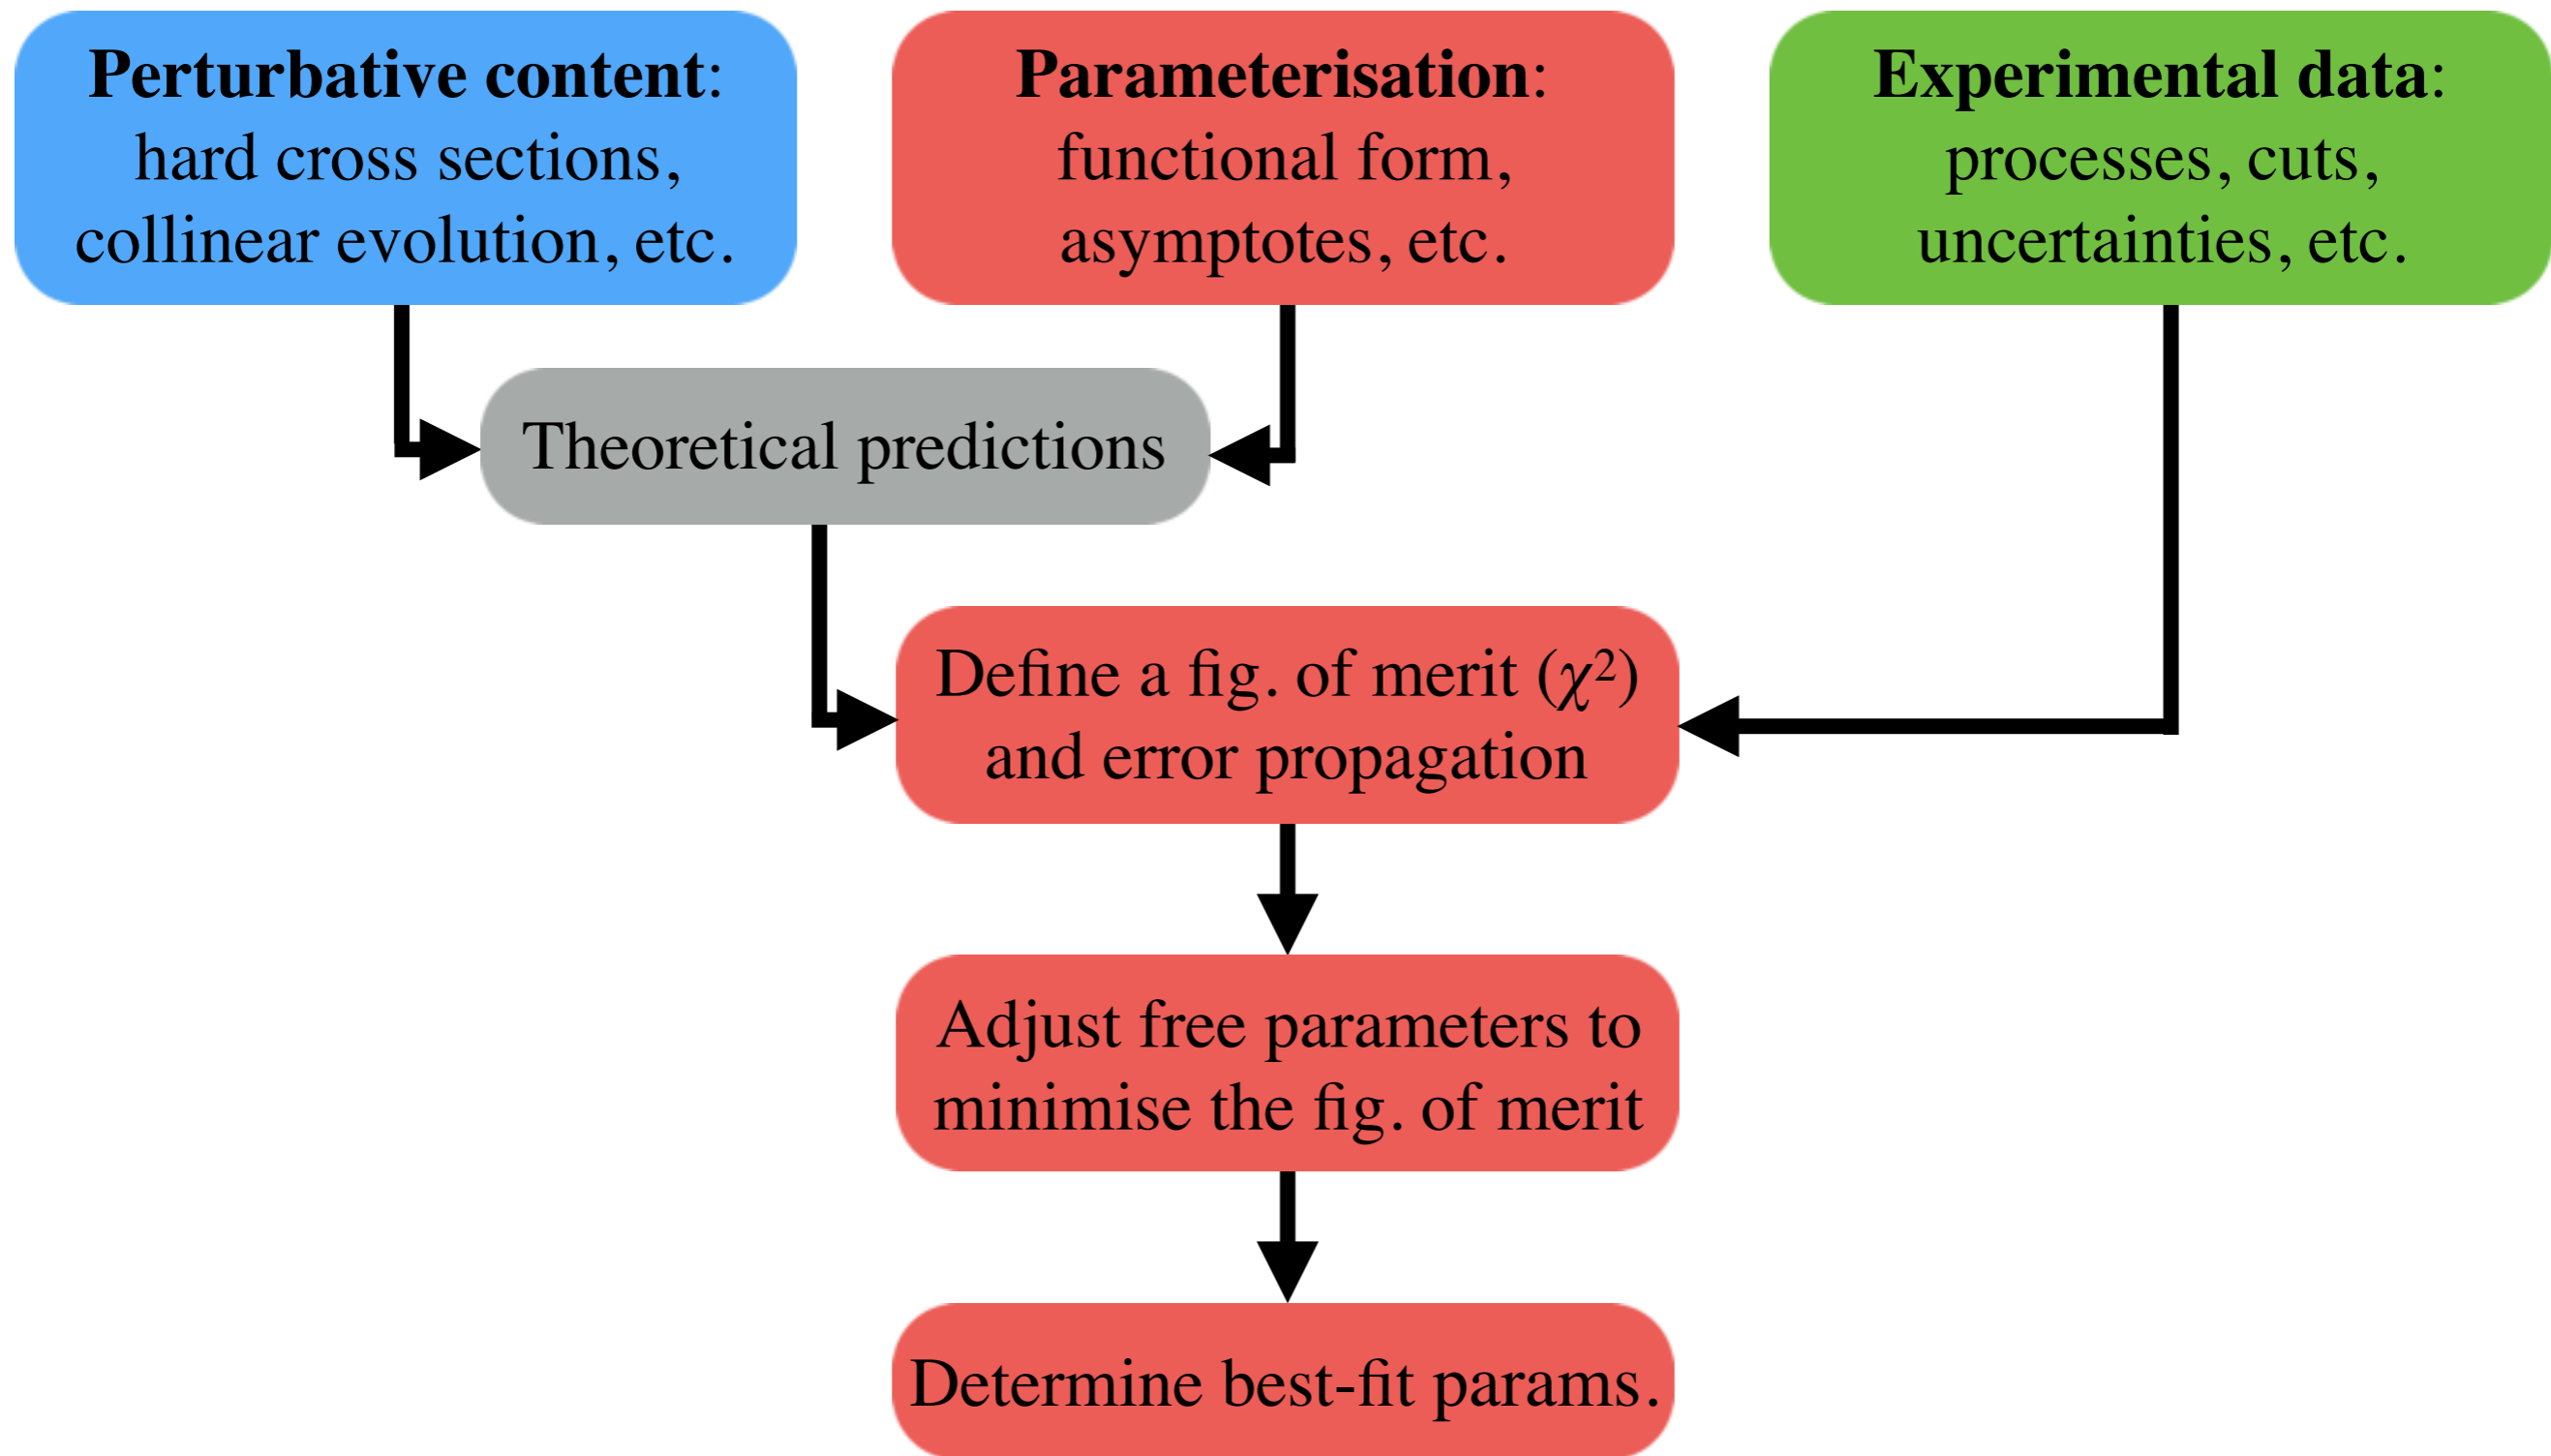 Perturbative content:
hard cross sections,
collinear evolution, etc.
Parameterisation:
functional form,
asymptotes, etc.
Experimental data:
processes, cuts,
uncertainties, etc.
Theoretical predictions
Define a fig. of merit (χ²)
and error propagation
Adjust free parameters to
minimise the fig. of merit
Determine best-fit params.